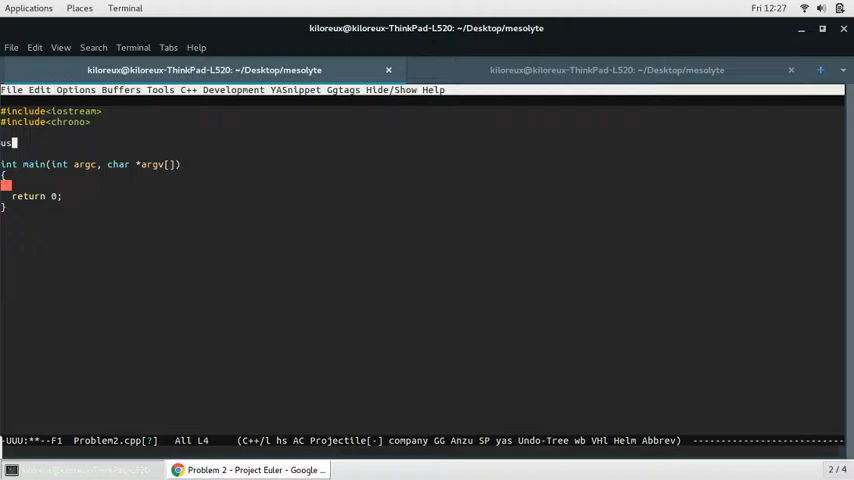 Applications Places Terminal Fri 12:27
kiloreux@kiloreux-ThinkPad-L520: ~/Desktop/mesolyte
File Edit View Search Terminal Tabs Help
kiloreux@kiloreux-ThinkPad-L520: ~/Desktop/mesolyte kiloreux@kiloreux-ThinkPad-L520: ~/Desktop/mesolyte
File Edit Options Buffers Tools C++ Development YASnippet Ggtags Hide/Show Help
#include<iostream>
#include<chrono>
us
int main(int argc, char *argv[])
{
return 0;
}
-UUU:**--F1 Problem2.cpp[?] All L4 (C++/l hs AC Projectile[-] company GG Anzu SP yas Undo-Tree wb VHl Helm Abbrev) ----------------------------
kiloreux@kiloreux-ThinkPad-L520: Problem 2 - Project Euler - Google ... 2 / 4